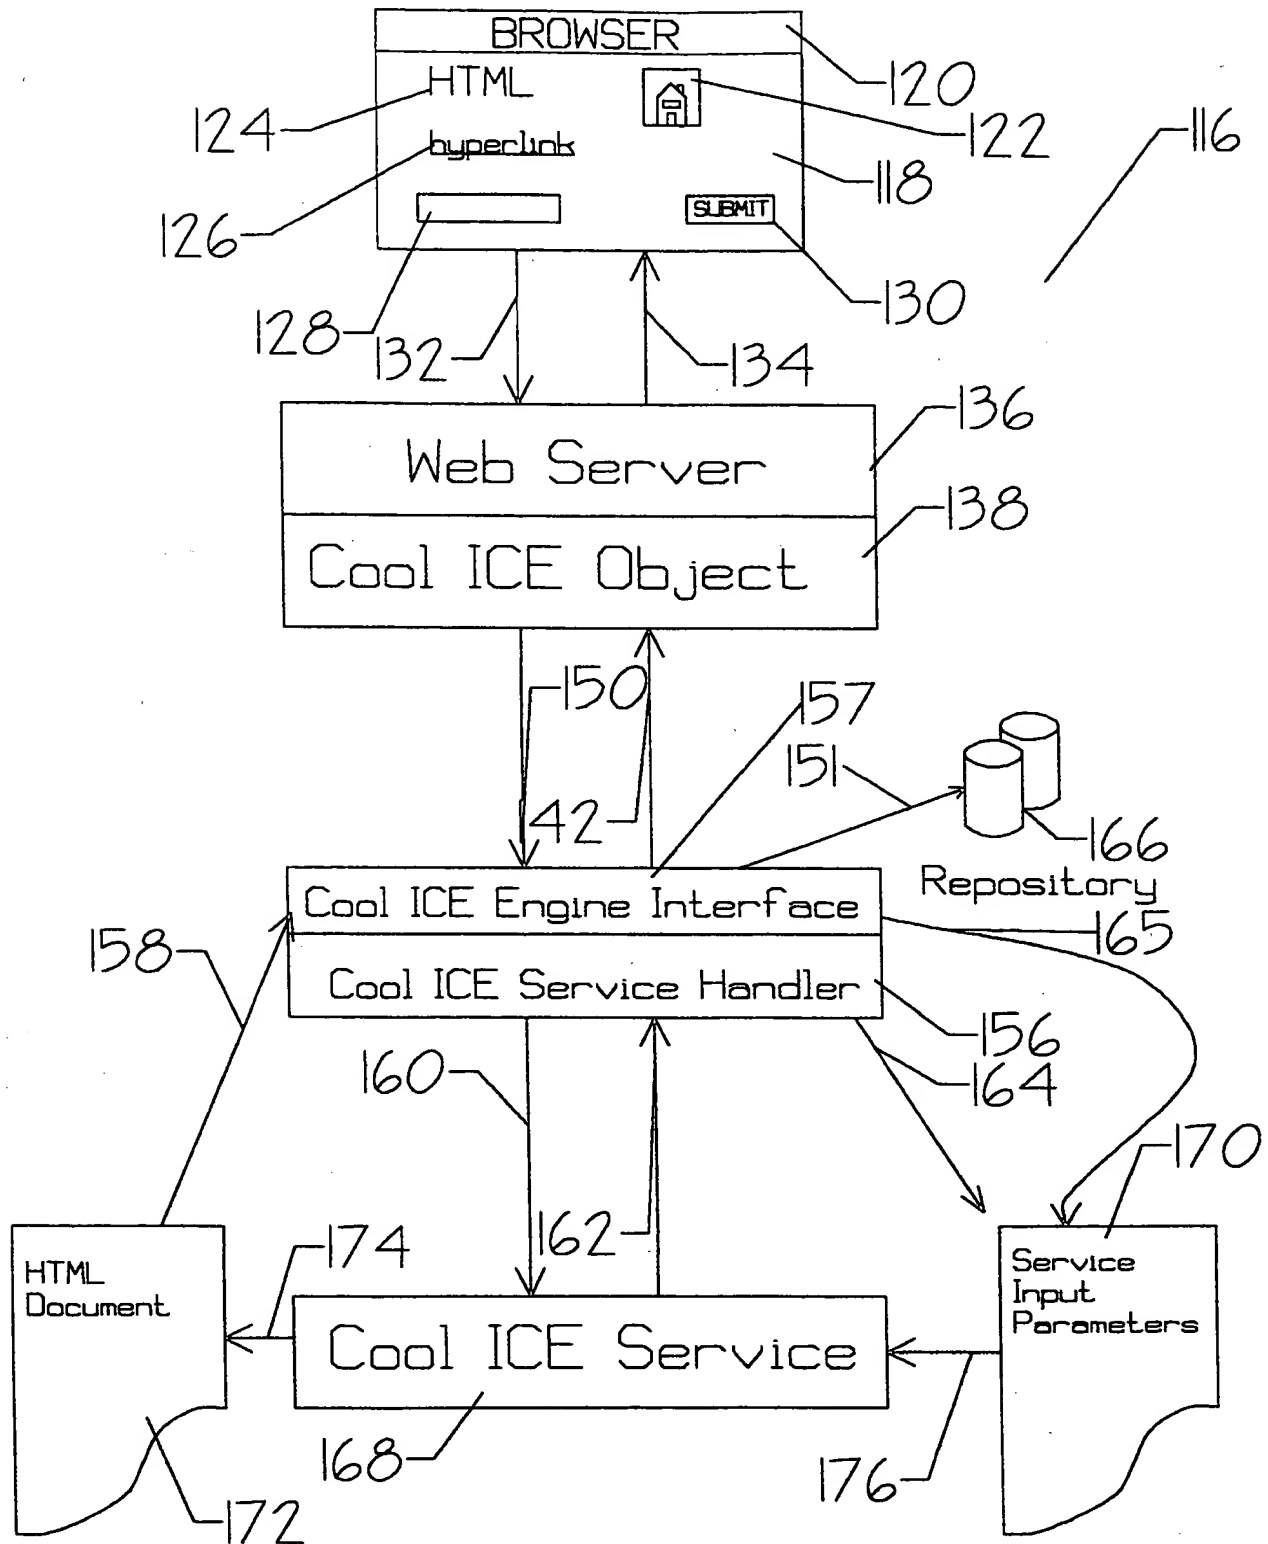 BROWSER
120
HTML
124
122
116
hyperlink
118
126
SUBMIT
130
128
132
134
136
Web Server
138
Cool ICE Object
150
157
151
42
166
Repository
Cool ICE Engine Interface
165
158
Cool ICE Service Handler
156
160
164
170
162
174
HTML
Document
Service
Input
Parameters
Cool ICE Service
168
176
172